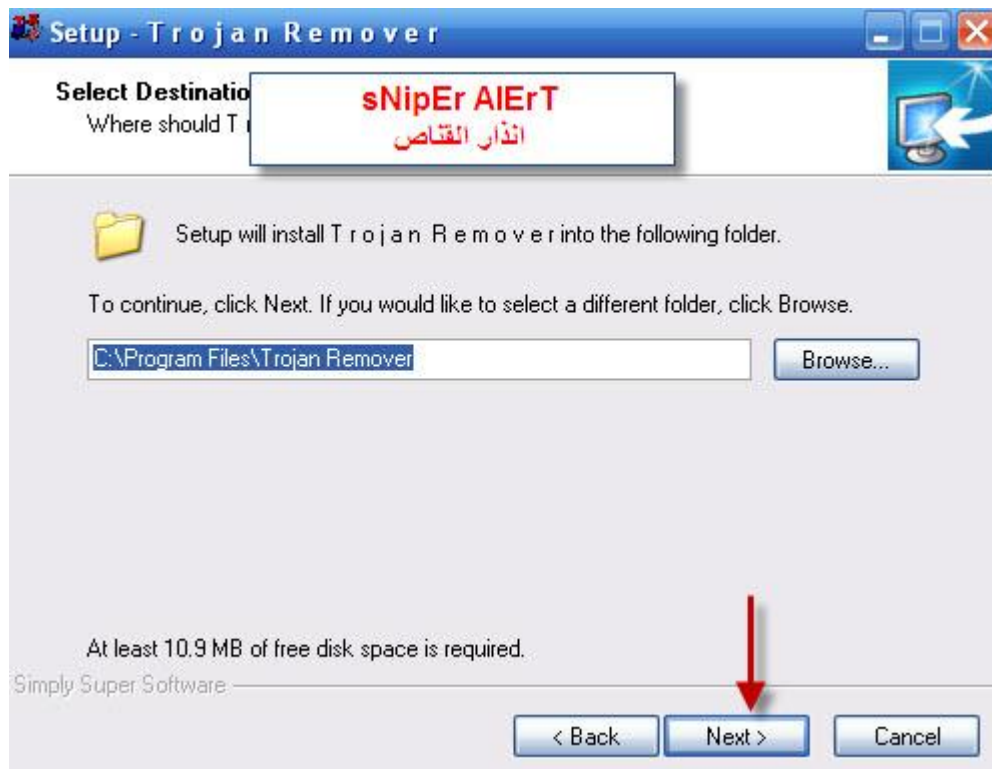 Setup - T r o j a n R e m o v e r
Select Destinatio
Where should T
sNipEr AlErT
انذار القناص
Setup will install T r o j a n R e m o v e r into the following folder.
To continue, click Next. If you would like to select a different folder, click Browse.
C:\Program Files\Trojan Remover
Browse...
At least 10.9 MB of free disk space is required.
Simply Super Software
< Back
Next >
Cancel